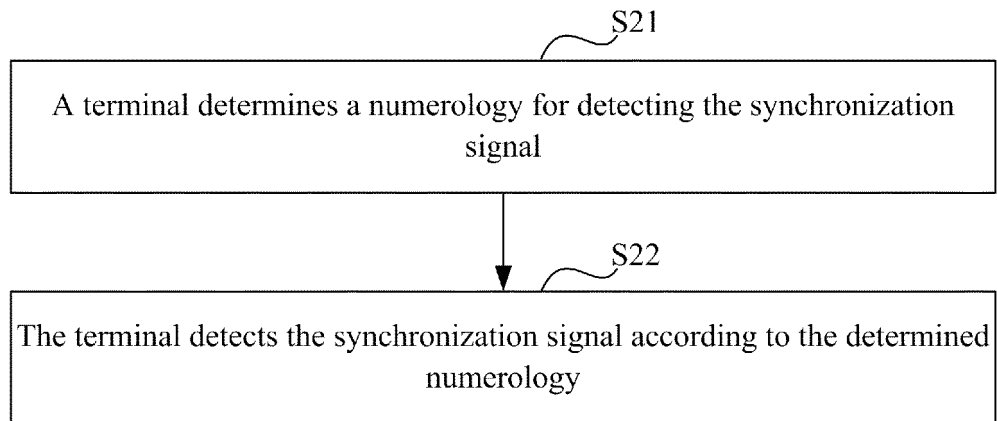 S21
A terminal determines a numerology for detecting the synchronization
signal
S22
The terminal detects the synchronization signal according to the determined
numerology